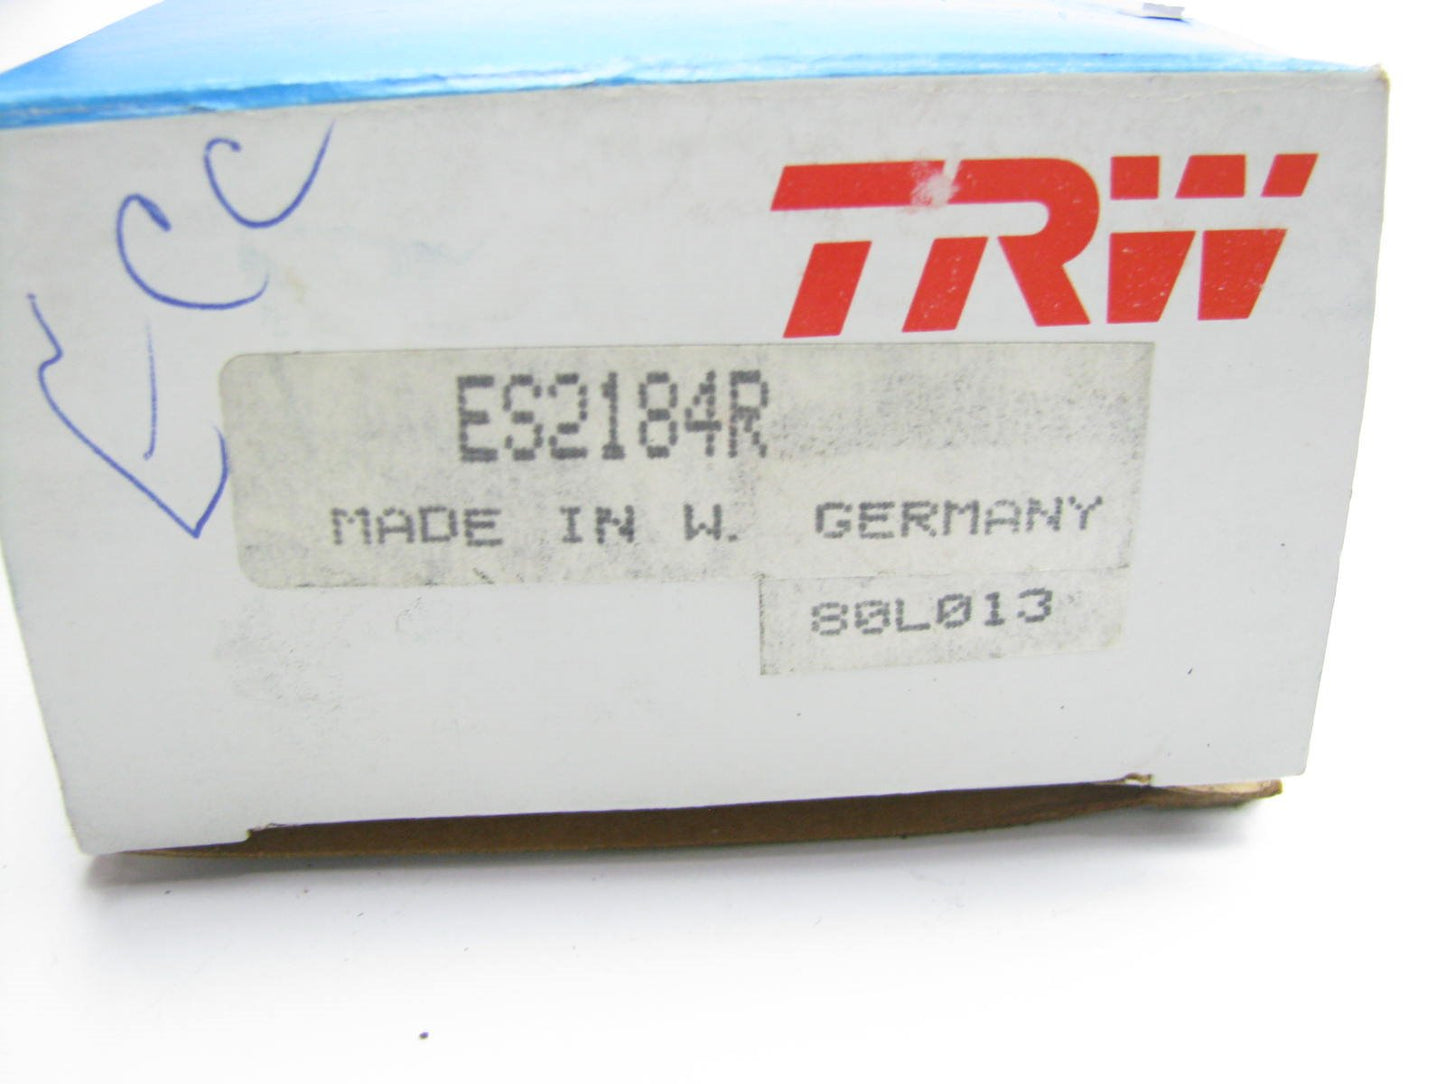 TRW
ES2184R
MADE IN W. GERMANY
80L013